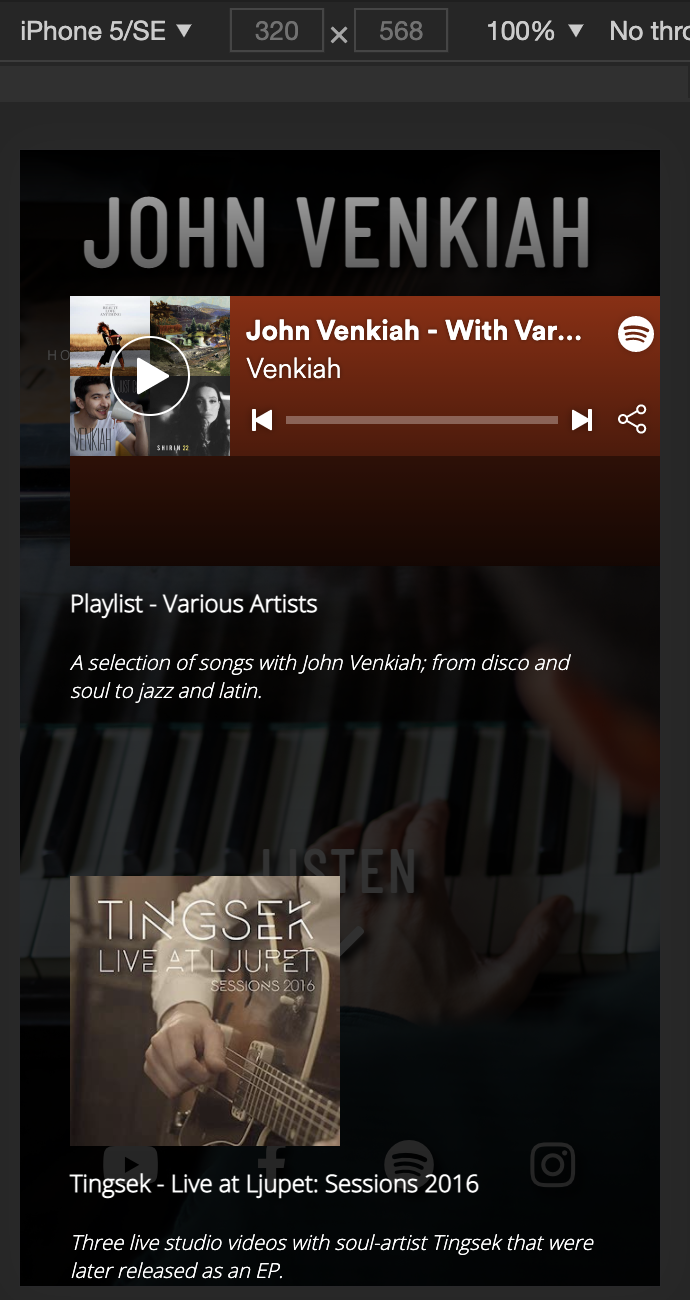 iPhone 5/SE ▼ 320 × 568 100% ▼ No thro
JOHN VENKIAH
HO
John Venkiah - With Var...
Venkiah
VENKIAH
SHIRIN 22
Playlist - Various Artists
A selection of songs with John Venkiah; from disco and
soul to jazz and latin.
LISTEN
TINGSEK
LIVE AT LJUPET
SESSIONS 2016
Tingsek - Live at Ljupet: Sessions 2016
Three live studio videos with soul-artist Tingsek that were
later released as an EP.